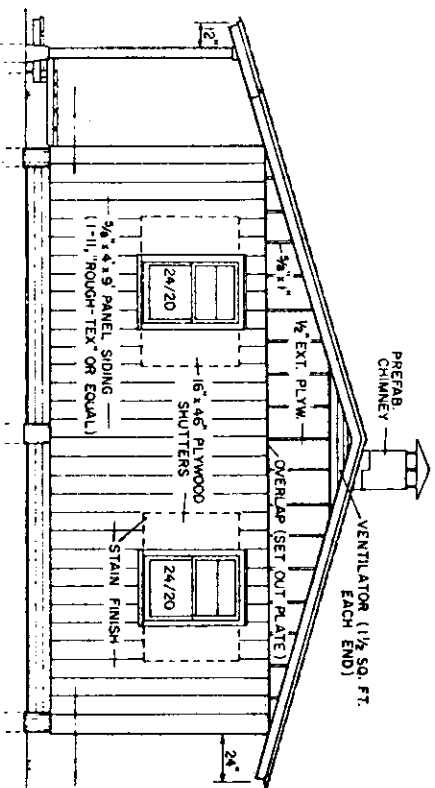 PREFAB.
CHIMNEY
VENTILATOR (1 1/2 SQ. FT.
EACH END)
12"
5/8" x 1"
1/2" EXT. PLYW.
OVERLAP (SET OUT PLATE)
24"
24/20
16" x 46" PLYWOOD
SHUTTERS
24/20
5/8" x 4' x 9' PANEL SIDING
(1-11, "ROUGH-TEX" OR EQUAL)
STAIN FINISH